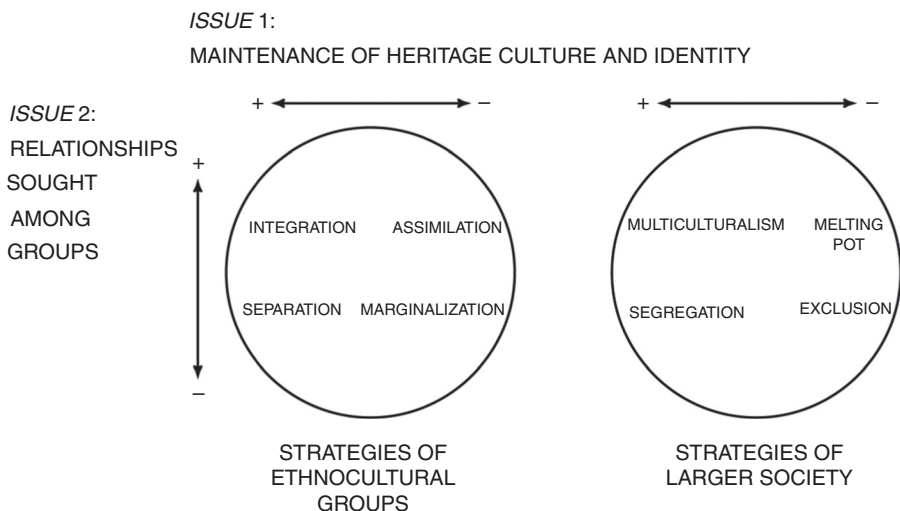 ISSUE 1:
MAINTENANCE OF HERITAGE CULTURE AND IDENTITY
ISSUE 2:
RELATIONSHIPS
SOUGHT
AMONG
GROUPS
+ −
+ −
+
−
INTEGRATION ASSIMILATION
SEPARATION MARGINALIZATION
MULTICULTURALISM MELTING
POT
SEGREGATION EXCLUSION
STRATEGIES OF
ETHNOCULTURAL
GROUPS
STRATEGIES OF
LARGER SOCIETY